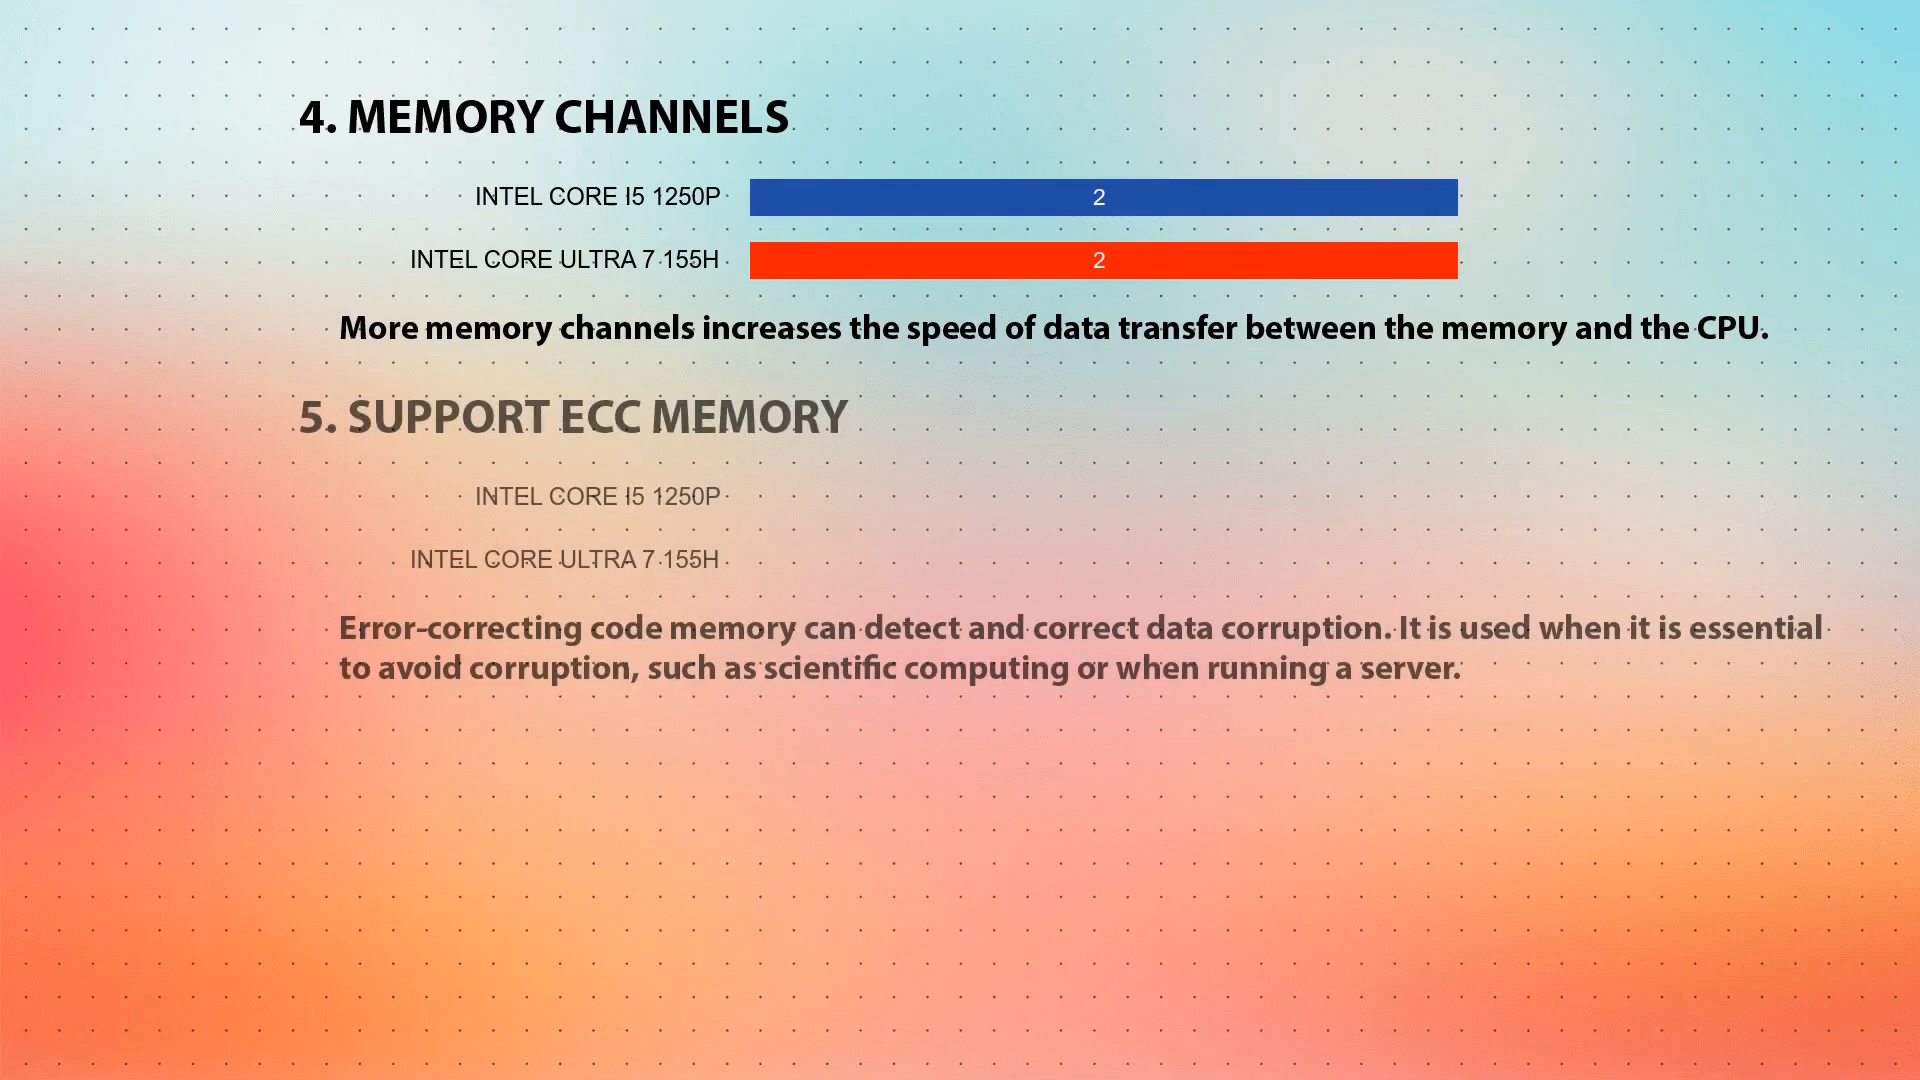 4. MEMORY CHANNELS
INTEL CORE I5 1250P
2
INTEL CORE ULTRA 7 155H
2
More memory channels increases the speed of data transfer between the memory and the CPU.
5. SUPPORT ECC MEMORY
INTEL CORE I5 1250P
INTEL CORE ULTRA 7 155H
Error-correcting code memory can detect and correct data corruption. It is used when it is essential
to avoid corruption, such as scientific computing or when running a server.